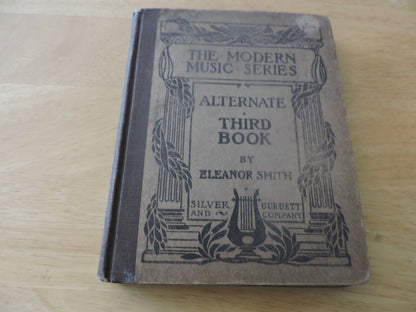 THE · MODERN
MUSIC · SERIES
ALTERNATE
THIRD
BOOK
BY
ELEANOR SMITH
SILVER BURDETT
AND COMPANY